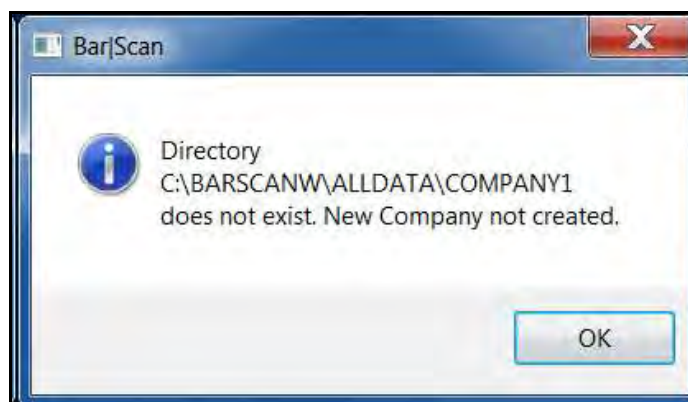 Bar|Scan
Directory
C:\BARSCANW\ALLDATA\COMPANY1
does not exist. New Company not created.
OK